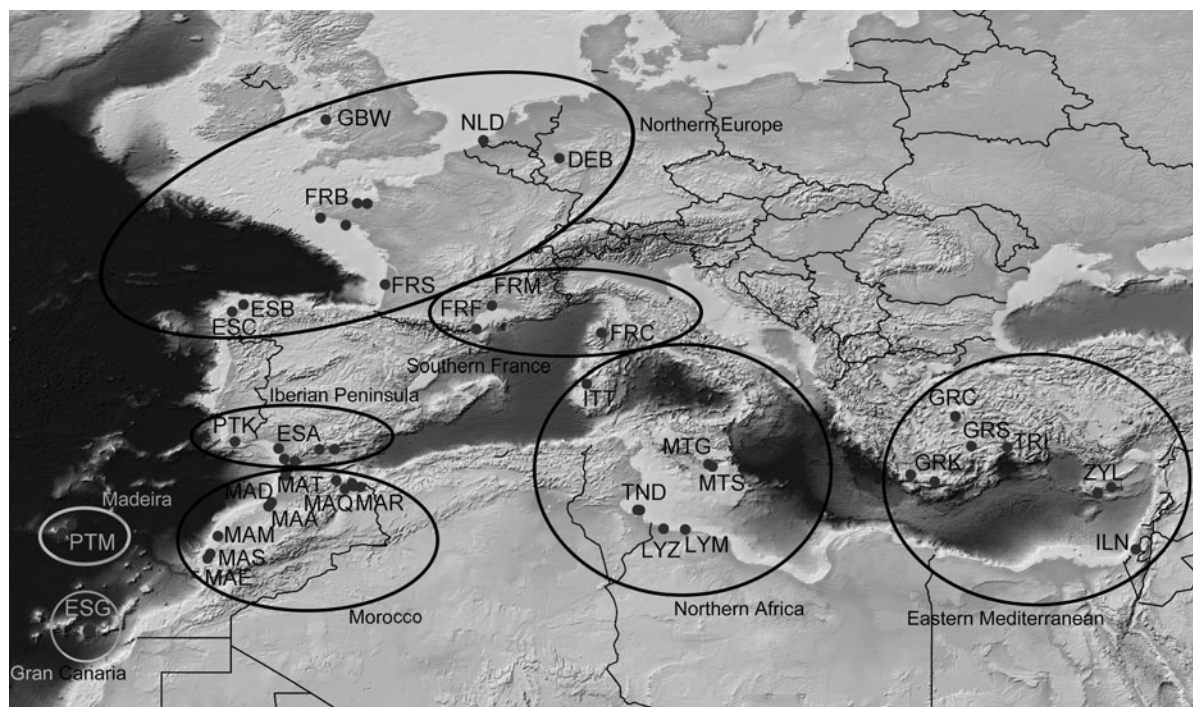 GBW
NLD
Northern Europe
DEB
FRB
FRS
FRM
ESB
FRF
ESC
FRC
Southern France
ITT
Iberian Peninsula
GRC
PTK
ESA
GRS
TRI
MTG
GRK
ZYL
MTS
MAD
MAT
Madeira
MAQ
MAR
TND
MAA
PTM
MAM
LYZ
LYM
ILN
MAS
MAE
ESG
Morocco
Northern Africa
Eastern Mediterranean
Gran Canaria